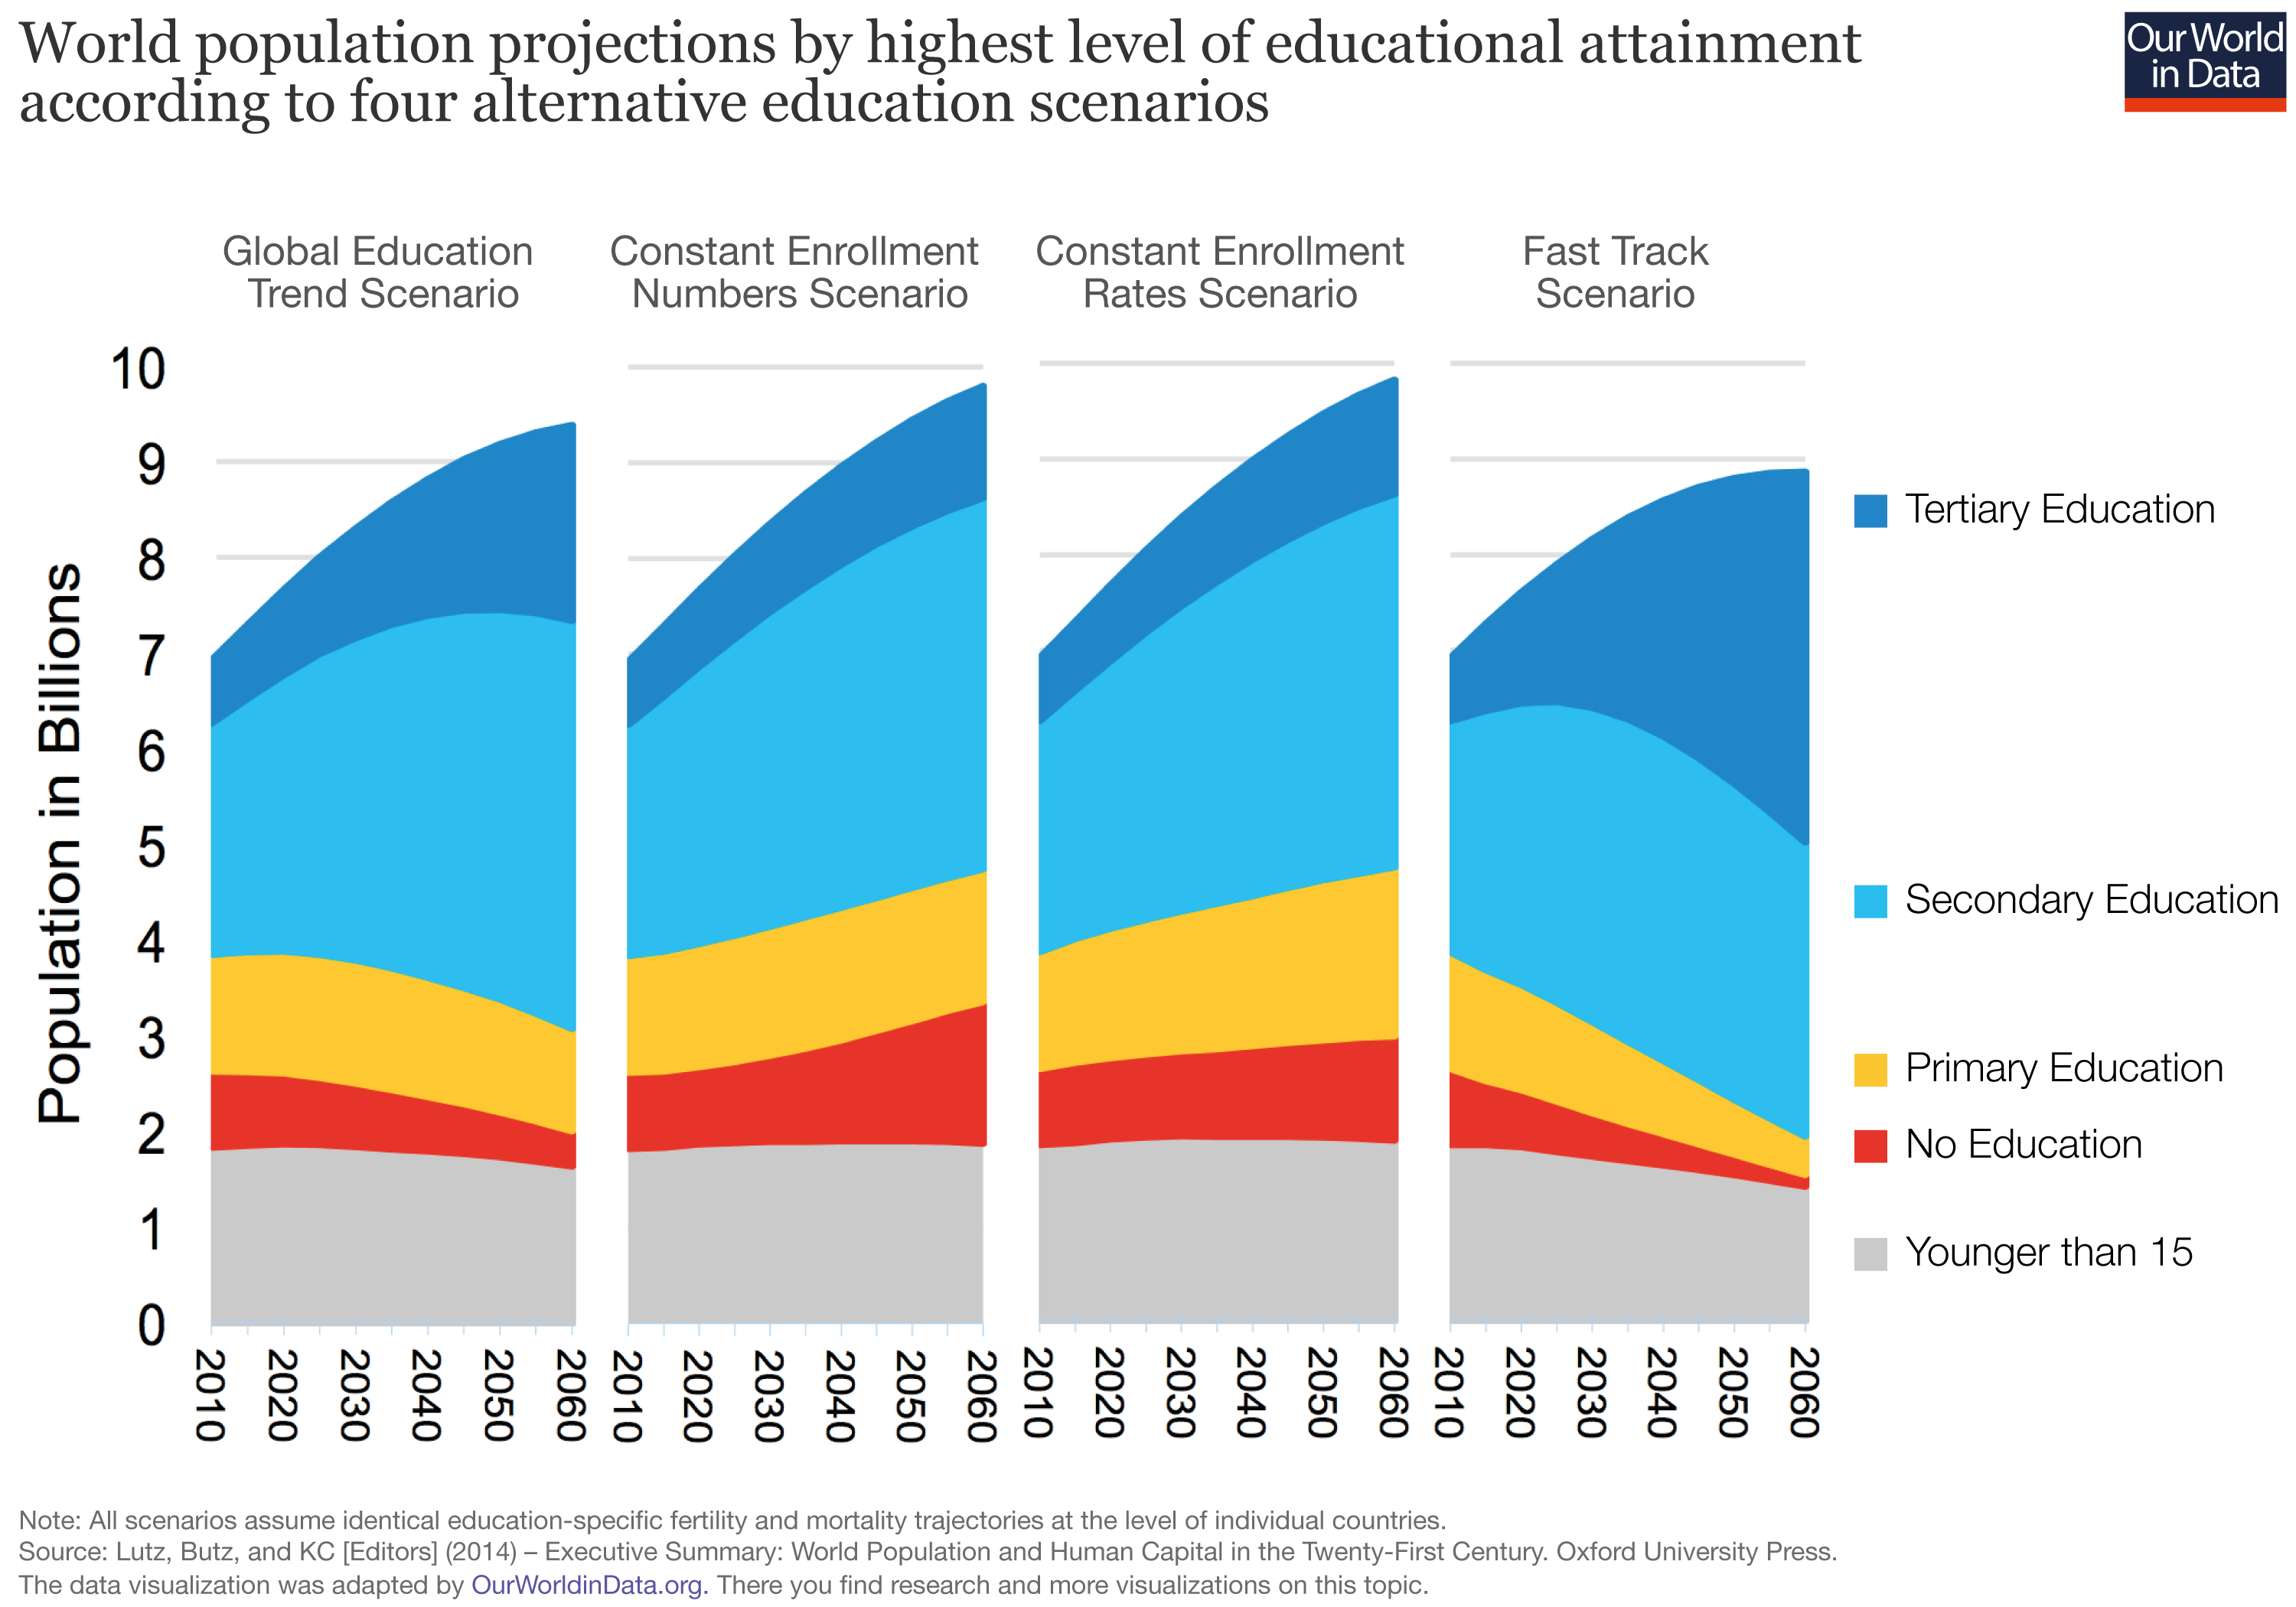 World population projections by highest level of educational attainment
according to four alternative education scenarios
Our World
in Data
Global Education
Trend Scenario
Constant Enrollment
Numbers Scenario
Constant Enrollment
Rates Scenario
Fast Track
Scenario
Population in Billions
10
9
8
7
6
5
4
3
2
1
0
Tertiary Education
Secondary Education
Primary Education
No Education
Younger than 15
2010 2020 2030 2040 2050 2060
2010 2020 2030 2040 2050 2060
2010 2020 2030 2040 2050 2060
2010 2020 2030 2040 2050 2060
Note: All scenarios assume identical education-specific fertility and mortality trajectories at the level of individual countries.
Source: Lutz, Butz, and KC [Editors] (2014) – Executive Summary: World Population and Human Capital in the Twenty-First Century. Oxford University Press.
The data visualization was adapted by OurWorldinData.org. There you find research and more visualizations on this topic.